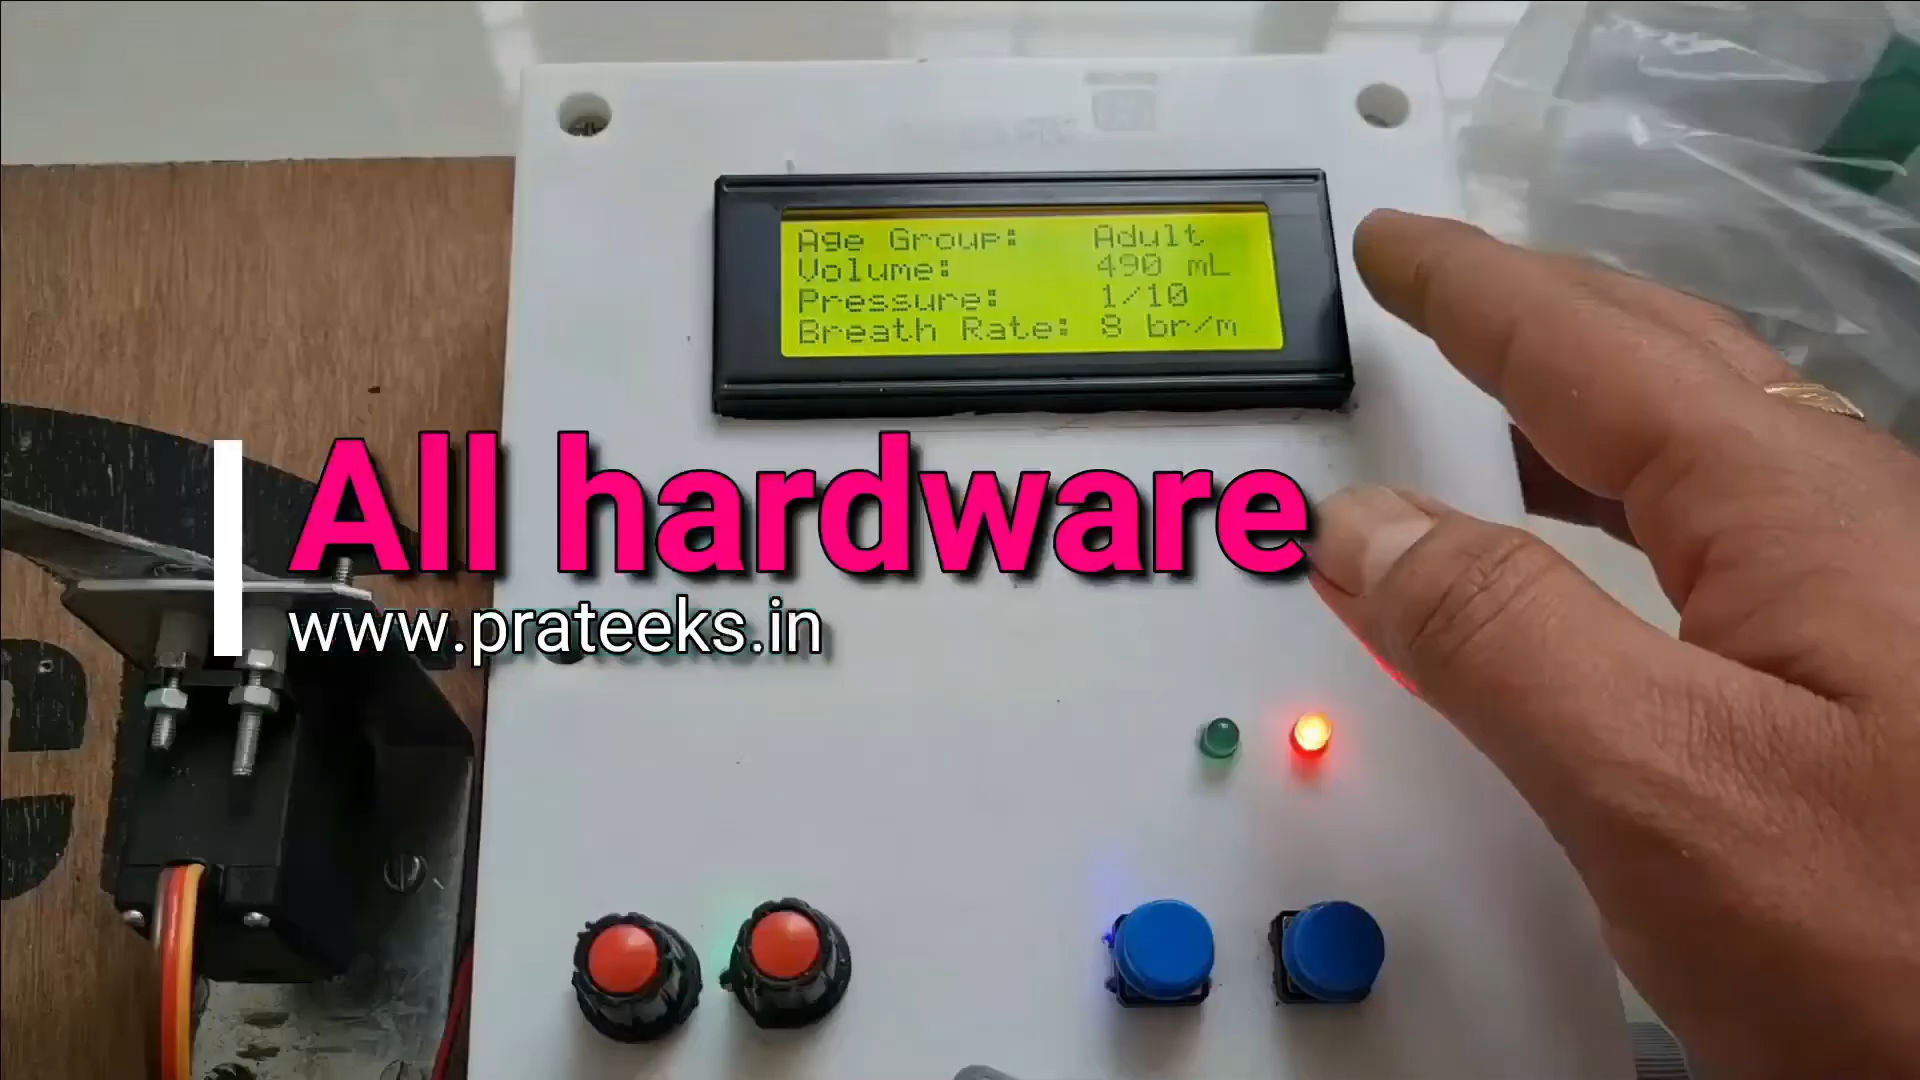 Age Group: Adult
Volume: 490 mL
Pressure: 1/10
Breath Rate: 8 br/m
All hardware
www.prateeks.in